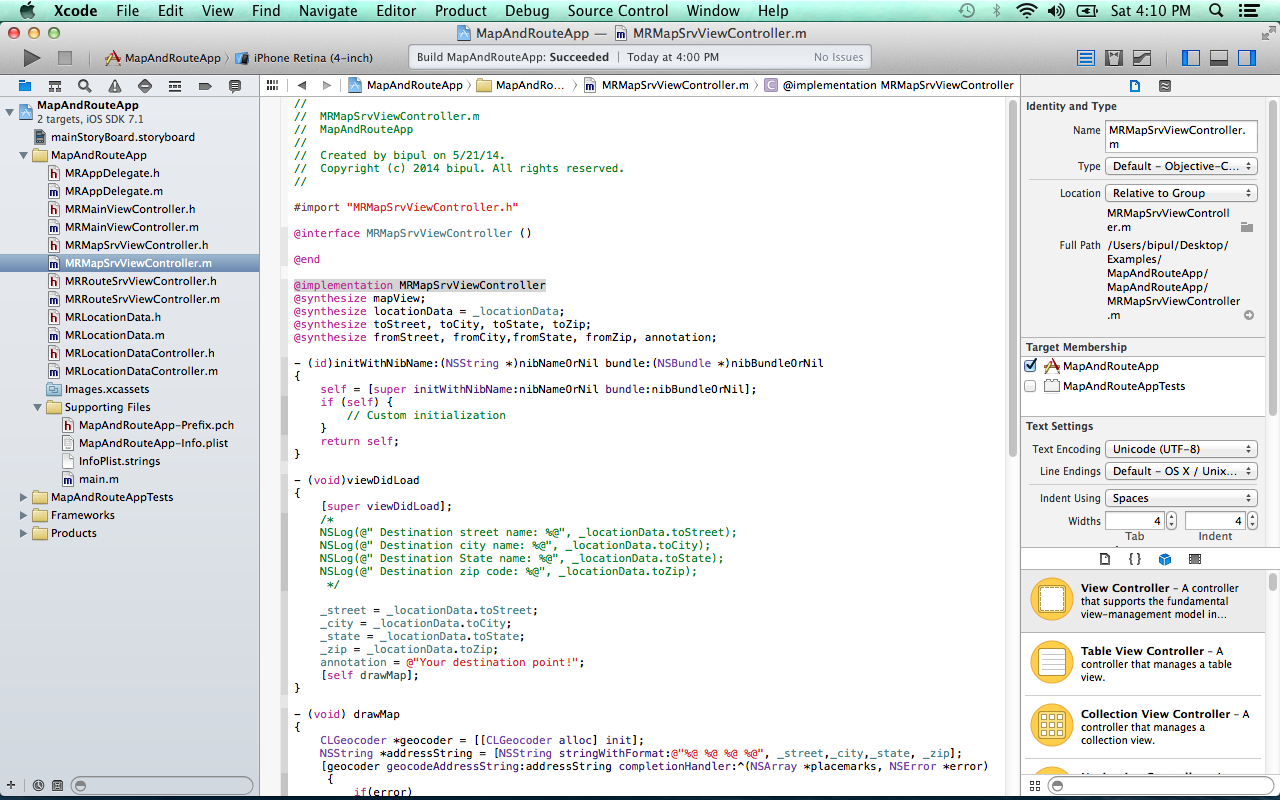 Xcode File Edit View Find Navigate Editor Product Debug Source Control Window Help Sat 4:10 PM
MapAndRouteApp — MRMapSrvViewController.m
MapAndRouteApp iPhone Retina (4-inch) Build MapAndRouteApp: Succeeded Today at 4:00 PM No Issues
MapAndRouteApp MapAndRo... MRMapSrvViewController.m @implementation MRMapSrvViewController
MapAndRouteApp
2 targets, iOS SDK 7.1
mainStoryBoard.storyboard
MapAndRouteApp
MRAppDelegate.h
MRAppDelegate.m
MRMainViewController.h
MRMainViewController.m
MRMapSrvViewController.h
MRMapSrvViewController.m
MRRouteSrvViewController.h
MRRouteSrvViewController.m
MRLocationData.h
MRLocationData.m
MRLocationDataController.h
MRLocationDataController.m
Images.xcassets
Supporting Files
MapAndRouteApp-Prefix.pch
MapAndRouteApp-Info.plist
InfoPlist.strings
main.m
MapAndRouteAppTests
Frameworks
Products
//
// MRMapSrvViewController.m
// MapAndRouteApp
//
// Created by bipul on 5/21/14.
// Copyright (c) 2014 bipul. All rights reserved.
//
#import "MRMapSrvViewController.h"
@interface MRMapSrvViewController ()
@end
@implementation MRMapSrvViewController
@synthesize mapView;
@synthesize locationData = _locationData;
@synthesize toStreet, toCity, toState, toZip;
@synthesize fromStreet, fromCity,fromState, fromZip, annotation;
- (id)initWithNibName:(NSString *)nibNameOrNil bundle:(NSBundle *)nibBundleOrNil
{
self = [super initWithNibName:nibNameOrNil bundle:nibBundleOrNil];
if (self) {
// Custom initialization
}
return self;
}
- (void)viewDidLoad
{
[super viewDidLoad];
/*
NSLog(@" Destination street name: %@", _locationData.toStreet);
NSLog(@" Destination city name: %@", _locationData.toCity);
NSLog(@" Destination State name: %@", _locationData.toState);
NSLog(@" Destination zip code: %@", _locationData.toZip);
*/
_street = _locationData.toStreet;
_city = _locationData.toCity;
_state = _locationData.toState;
_zip = _locationData.toZip;
annotation = @"Your destination point!";
[self drawMap];
}
- (void) drawMap
{
CLGeocoder *geocoder = [[CLGeocoder alloc] init];
NSString *addressString = [NSString stringWithFormat:@"%@ %@ %@ %@", _street,_city,_state, _zip];
[geocoder geocodeAddressString:addressString completionHandler:^(NSArray *placemarks, NSError *error)
{
if(error)
Identity and Type
Name MRMapSrvViewController.
m
Type Default - Objective-C...
Location Relative to Group
MRMapSrvViewControll
er.m
Full Path /Users/bipul/Desktop/
Examples/
MapAndRouteApp/
MapAndRouteApp/
MRMapSrvViewController.
m
Target Membership
MapAndRouteApp
MapAndRouteAppTests
Text Settings
Text Encoding Unicode (UTF-8)
Line Endings Default - OS X / Unix...
Indent Using Spaces
Widths 4 4
Tab Indent
View Controller - A controller
that supports the fundamental
view-management model in...
Table View Controller - A
controller that manages a table
view.
Collection View Controller - A
controller that manages a
collection view.